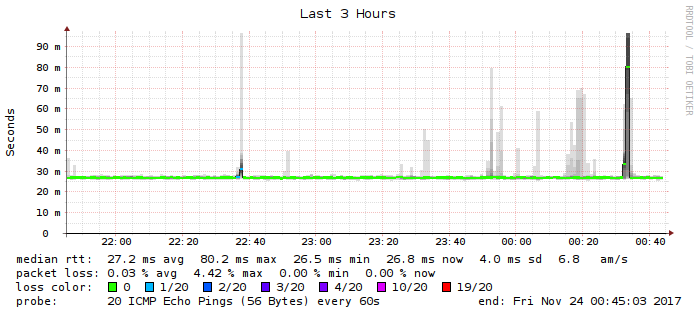 Last 3 Hours
RRDTOOL / TOBI OETIKER
Seconds
90 m
80 m
70 m
60 m
50 m
40 m
30 m
20 m
10 m
0
22:00 22:20 22:40 23:00 23:20 23:40 00:00 00:20 00:40
median rtt: 27.2 ms avg 80.2 ms max 26.5 ms min 26.8 ms now 4.0 ms sd 6.8 am/s
packet loss: 0.03 % avg 4.42 % max 0.00 % min 0.00 % now
loss color: 0 1/20 2/20 3/20 4/20 10/20 19/20
probe: 20 ICMP Echo Pings (56 Bytes) every 60s end: Fri Nov 24 00:45:03 2017